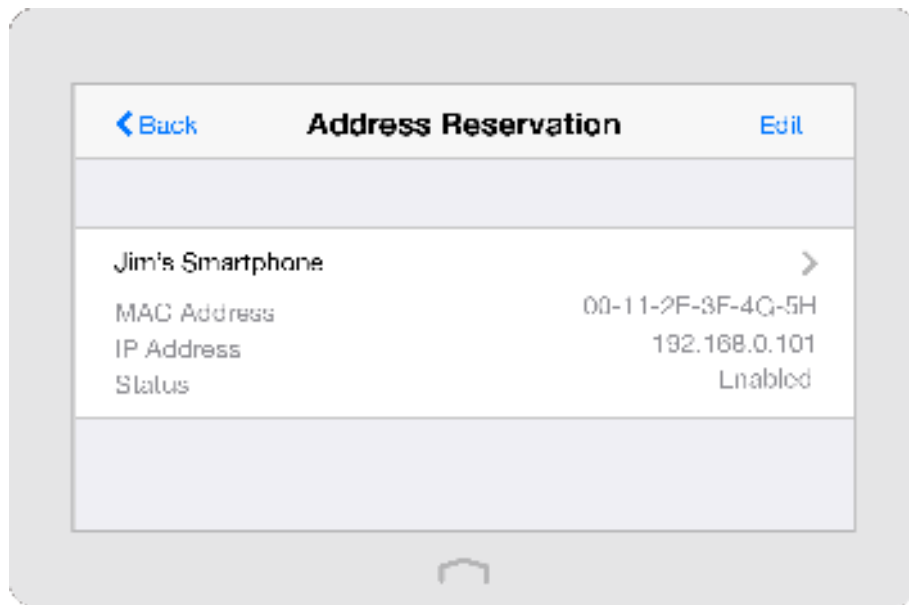 Back Address Reservation Edit
Jim's Smartphone
MAC Address 00-11-2F-3F-4G-5H
IP Address 192.168.0.101
Status Enabled